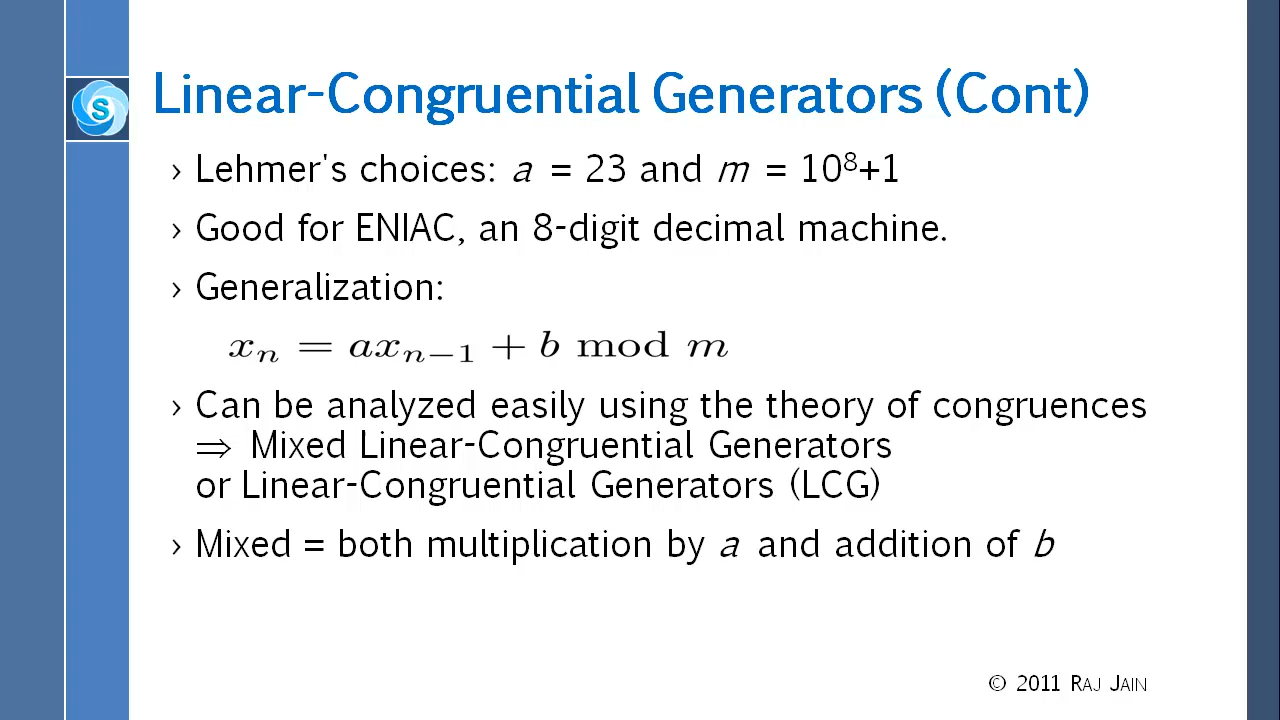 S
Linear-Congruential Generators (Cont)
› Lehmer's choices: a = 23 and m = 10⁸+1
› Good for ENIAC, an 8-digit decimal machine.
› Generalization:
xₙ = axₙ₋₁ + b mod m
› Can be analyzed easily using the theory of congruences
⇒ Mixed Linear-Congruential Generators
or Linear-Congruential Generators (LCG)
› Mixed = both multiplication by a and addition of b
© 2011 RAJ JAIN